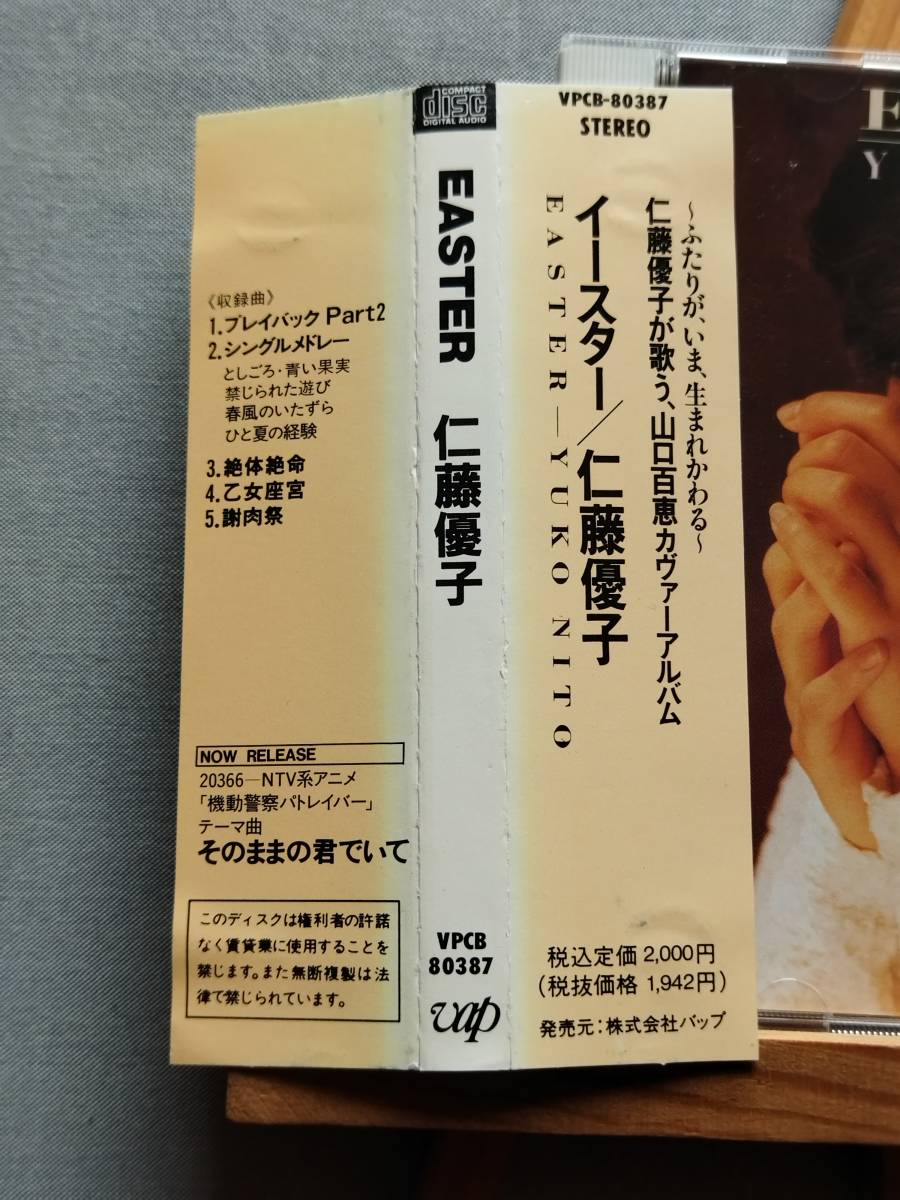 VPCB-80387
STEREO
～ふたりが、いま、生まれかわる～
仁藤優子が歌う、山口百恵カヴァーアルバム
イースター／仁藤優子
EASTER—YUKO NITO
税込定価 2,000円
(税抜価格 1,942円)
発売元：株式会社バップ
COMPACT
disc
DIGITAL AUDIO
EASTER 仁藤優子
VPCB
80387
vap
《収録曲》
1.プレイバック Part2
2.シングルメドレー
としごろ・青い果実
禁じられた遊び
春風のいたずら
ひと夏の経験
3.絶体絶命
4.乙女座宮
5.謝肉祭
NOW RELEASE
20366—NTV系アニメ
「機動警察パトレイバー」
テーマ曲
そのままの君でいて
このディスクは権利者の許諾
なく賃貸業に使用することを
禁じます。また無断複製は法
律で禁じられています。
E
Y